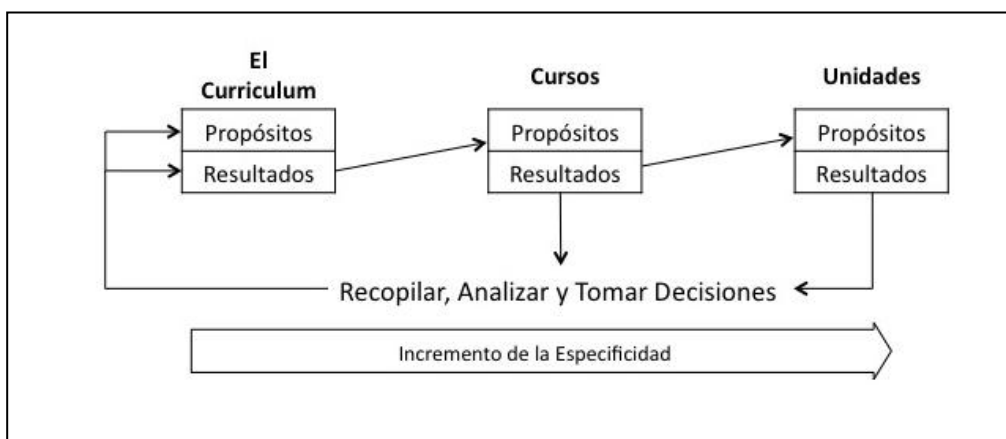 El
Curriculum
Cursos
Unidades
Propósitos
Resultados
Propósitos
Resultados
Propósitos
Resultados
Recopilar, Analizar y Tomar Decisiones
Incremento de la Especificidad